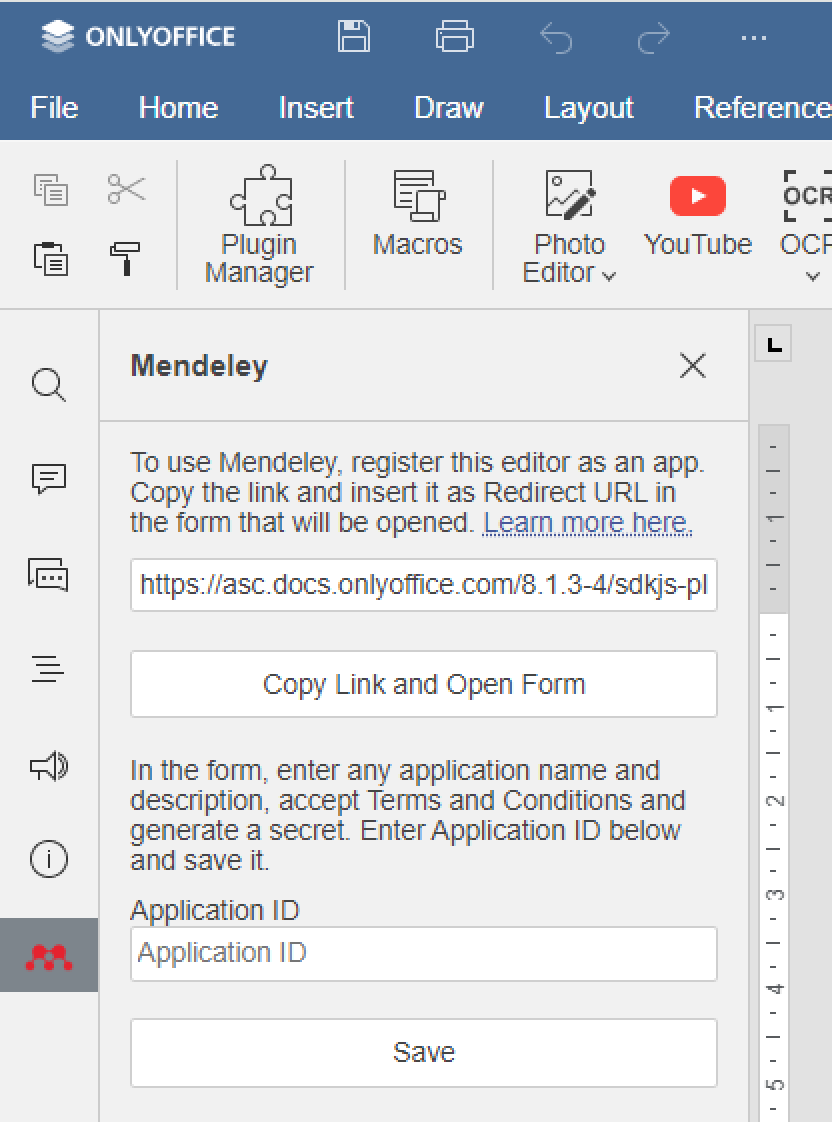 ONLYOFFICE
File Home Insert Draw Layout Reference
Plugin Manager
Macros
Photo Editor
YouTube
OCR
Mendeley
To use Mendeley, register this editor as an app.
Copy the link and insert it as Redirect URL in
the form that will be opened. Learn more here.
https://asc.docs.onlyoffice.com/8.1.3-4/sdkjs-pl
Copy Link and Open Form
In the form, enter any application name and
description, accept Terms and Conditions and
generate a secret. Enter Application ID below
and save it.
Application ID
Application ID
Save
1
1
2
3
4
5